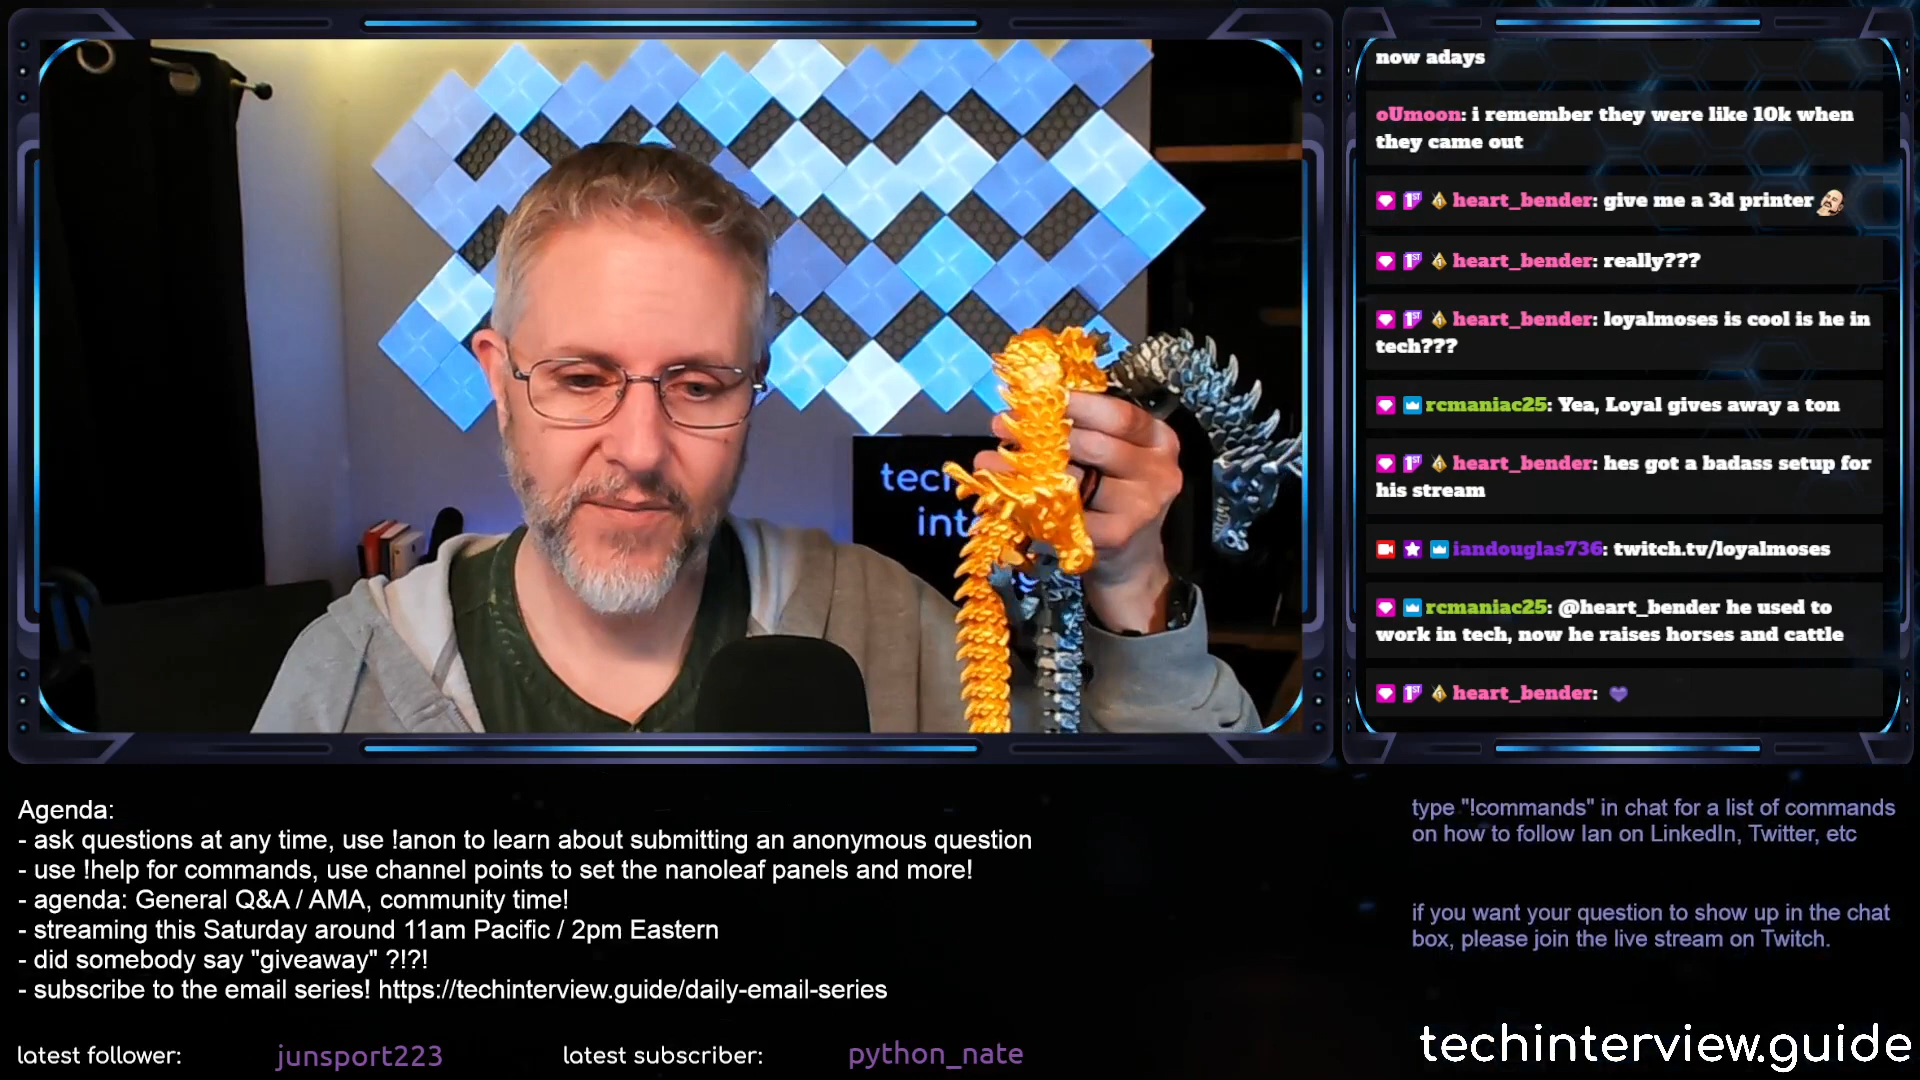 now adays
oUmoon: i remember they were like 10k when
they came out
heart_bender: give me a 3d printer
heart_bender: really???
heart_bender: loyalmoses is cool is he in
tech???
rcmaniac25: Yea, Loyal gives away a ton
heart_bender: hes got a badass setup for
his stream
iandouglas736: twitch.tv/loyalmoses
rcmaniac25: @heart_bender he used to
work in tech, now he raises horses and cattle
heart_bender:
Agenda:
- ask questions at any time, use !anon to learn about submitting an anonymous question
- use !help for commands, use channel points to set the nanoleaf panels and more!
- agenda: General Q&A / AMA, community time!
- streaming this Saturday around 11am Pacific / 2pm Eastern
- did somebody say "giveaway" ?!?!
- subscribe to the email series! https://techinterview.guide/daily-email-series
latest follower: junsport223 latest subscriber: python_nate
type "!commands" in chat for a list of commands
on how to follow Ian on LinkedIn, Twitter, etc
if you want your question to show up in the chat
box, please join the live stream on Twitch.
techinterview.guide